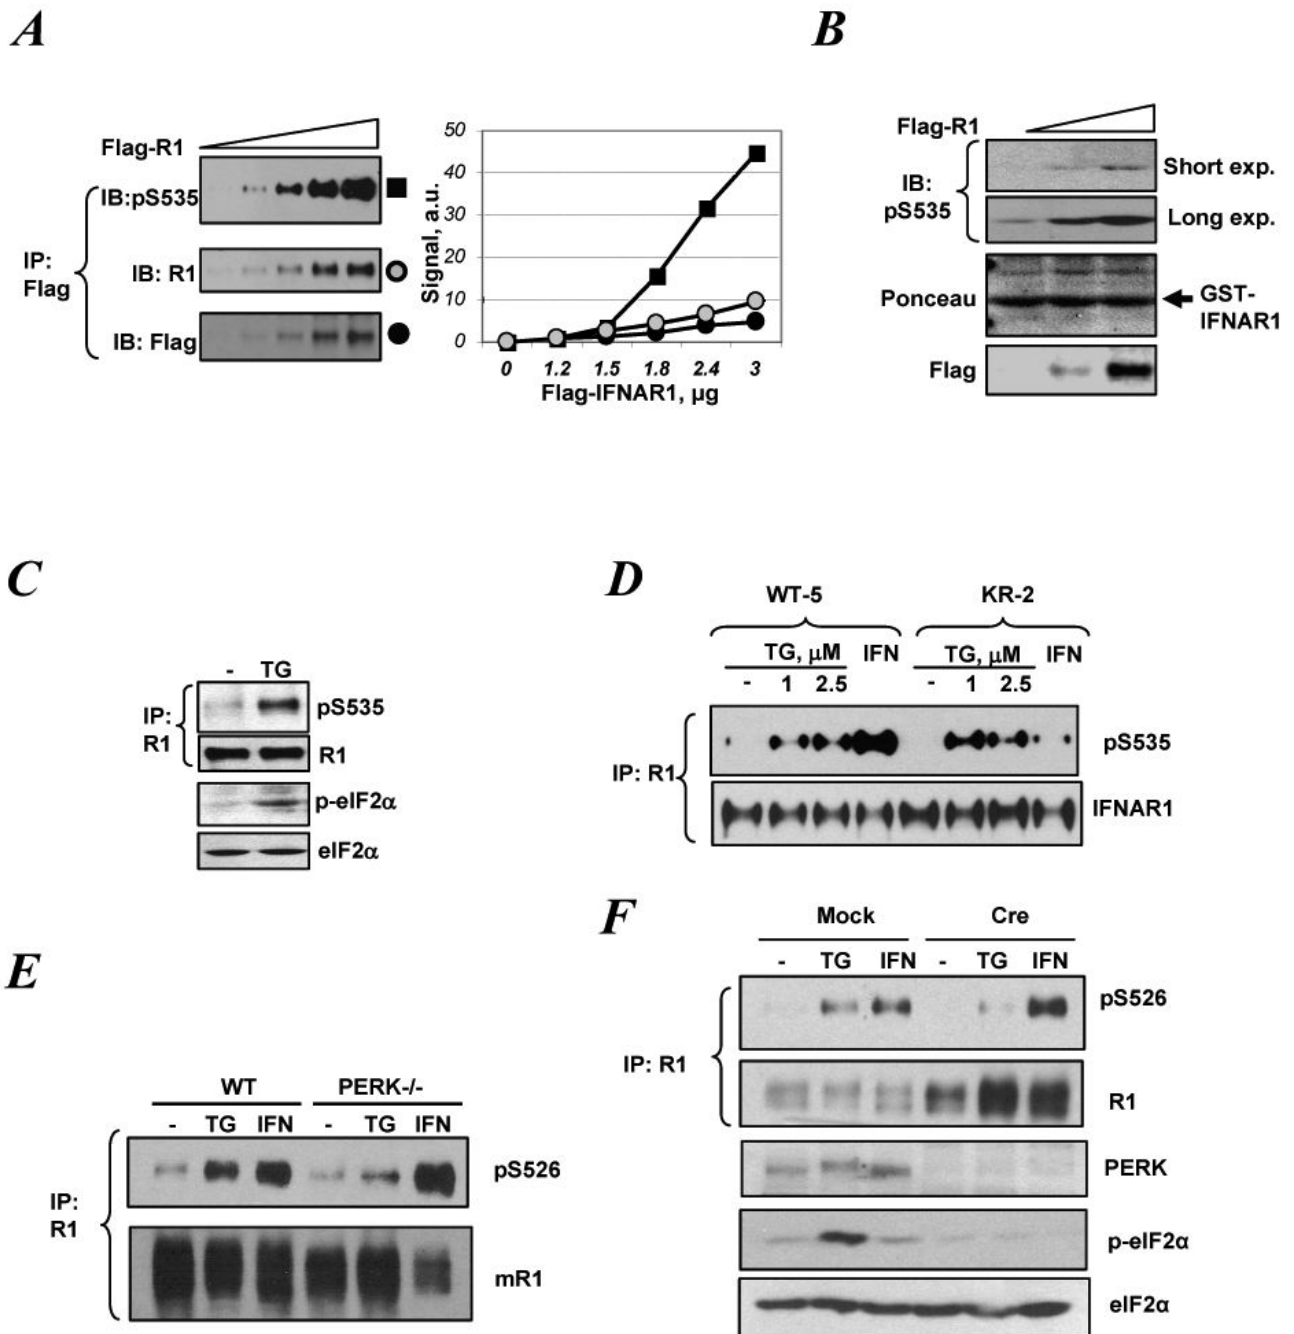 A
Flag-R1
IP:
Flag
IB:pS535
IB: R1
IB: Flag
Signal, a.u.
50
40
30
20
10
0
0 1.2 1.5 1.8 2.4 3
Flag-IFNAR1, µg
B
Flag-R1
IB:
pS535
Short exp.
Long exp.
Ponceau
GST-
IFNAR1
Flag
C
- TG
IP:
R1
pS535
R1
p-eIF2α
eIF2α
D
WT-5 KR-2
TG, µM IFN TG, µM IFN
- 1 2.5 - 1 2.5
IP: R1
pS535
IFNAR1
E
WT PERK-/-
- TG IFN - TG IFN
IP:
R1
pS526
mR1
F
Mock Cre
- TG IFN - TG IFN
IP: R1
pS526
R1
PERK
p-eIF2α
eIF2α